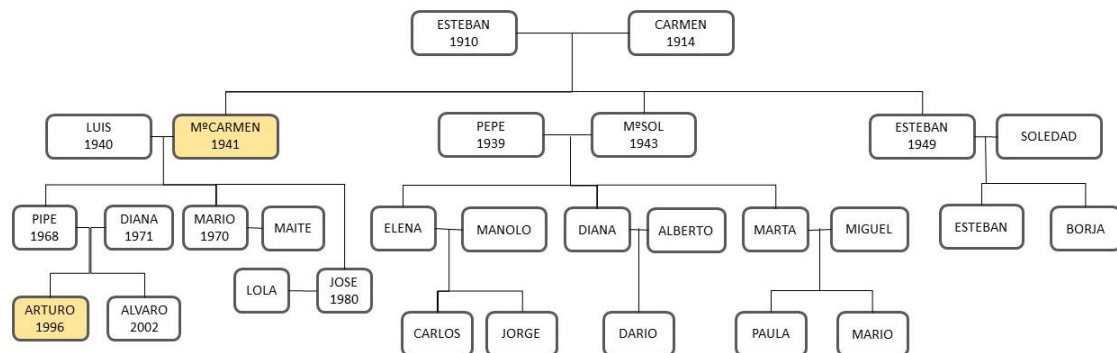 ESTEBAN
1910
CARMEN
1914
LUIS
1940
MºCARMEN
1941
PEPE
1939
MºSOL
1943
ESTEBAN
1949
SOLEDAD
PIPE
1968
DIANA
1971
MARIO
1970
MAITE
ELENA
MANOLO
DIANA
ALBERTO
MARTA
MIGUEL
ESTEBAN
BORJA
LOLA
JOSE
1980
ARTURO
1996
ALVARO
2002
CARLOS
JORGE
DARIO
PAULA
MARIO